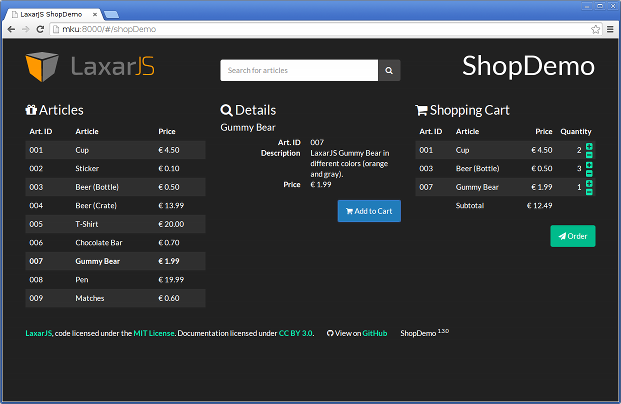 LaxarJS ShopDemo
mku:8000/#/shopDemo
LaxarJS
Search for articles
ShopDemo
Articles
Art. ID Article Price
001 Cup € 4.50
002 Sticker € 0.10
003 Beer (Bottle) € 0.50
004 Beer (Crate) € 13.99
005 T-Shirt € 20.00
006 Chocolate Bar € 0.70
007 Gummy Bear € 1.99
008 Pen € 19.99
009 Matches € 0.60
Details
Gummy Bear
Art. ID 007
Description LaxarJS Gummy Bear in
different colors (orange
and gray).
Price € 1.99
Add to Cart
Shopping Cart
Art. ID Article Price Quantity
001 Cup € 4.50 2
003 Beer (Bottle) € 0.50 3
007 Gummy Bear € 1.99 1
Subtotal € 12.49
Order
LaxarJS, code licensed under the MIT License. Documentation licensed under CC BY 3.0. View on GitHub ShopDemo 1.3.0